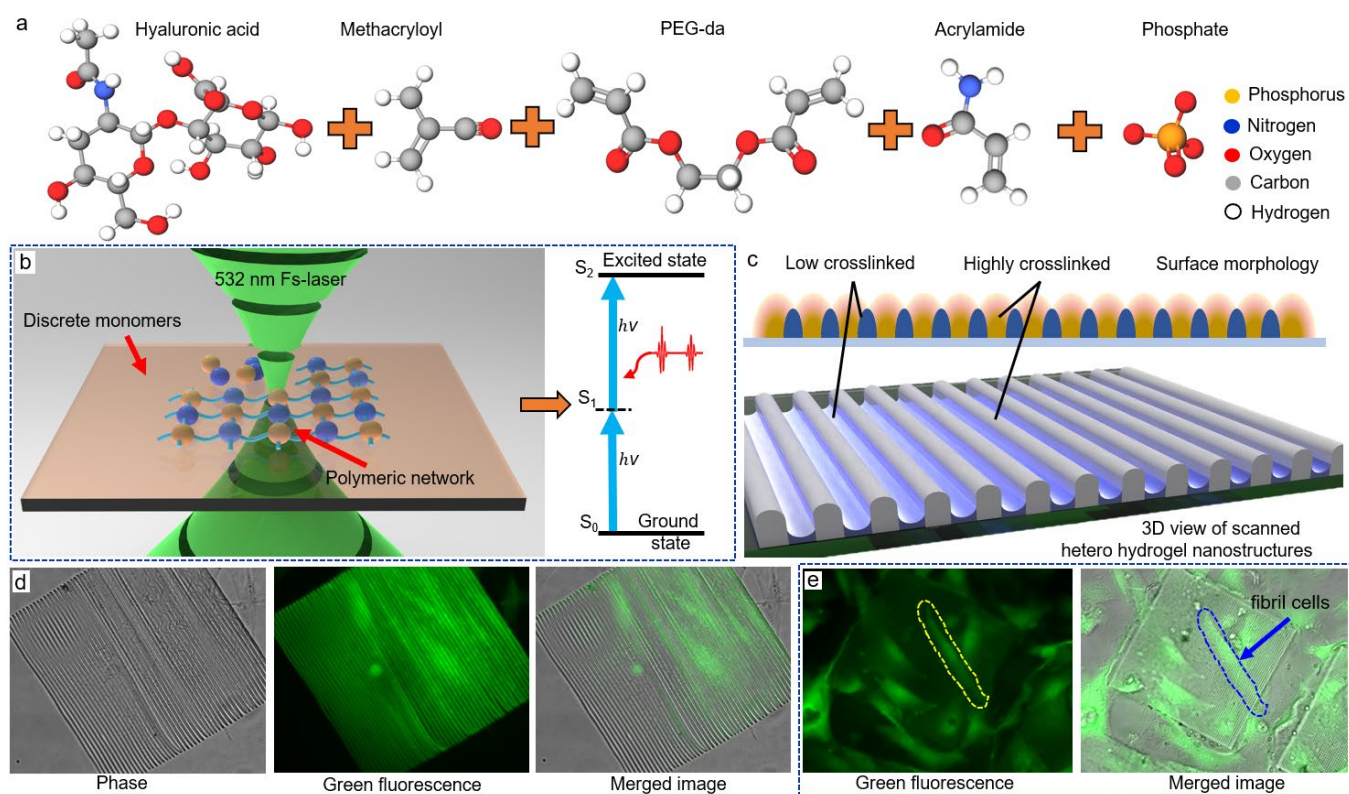 a
Hyaluronic acid
Methacryloyl
PEG-da
Acrylamide
Phosphate
Phosphorus
Nitrogen
Oxygen
Carbon
Hydrogen
b
532 nm Fs-laser
Discrete monomers
Polymeric network
S2
Excited state
hν
S1
hν
S0
Ground
state
c
Low crosslinked
Highly crosslinked
Surface morphology
3D view of scanned
hetero hydrogel nanostructures
d
Phase
Green fluorescence
Merged image
e
fibril cells
Green fluorescence
Merged image